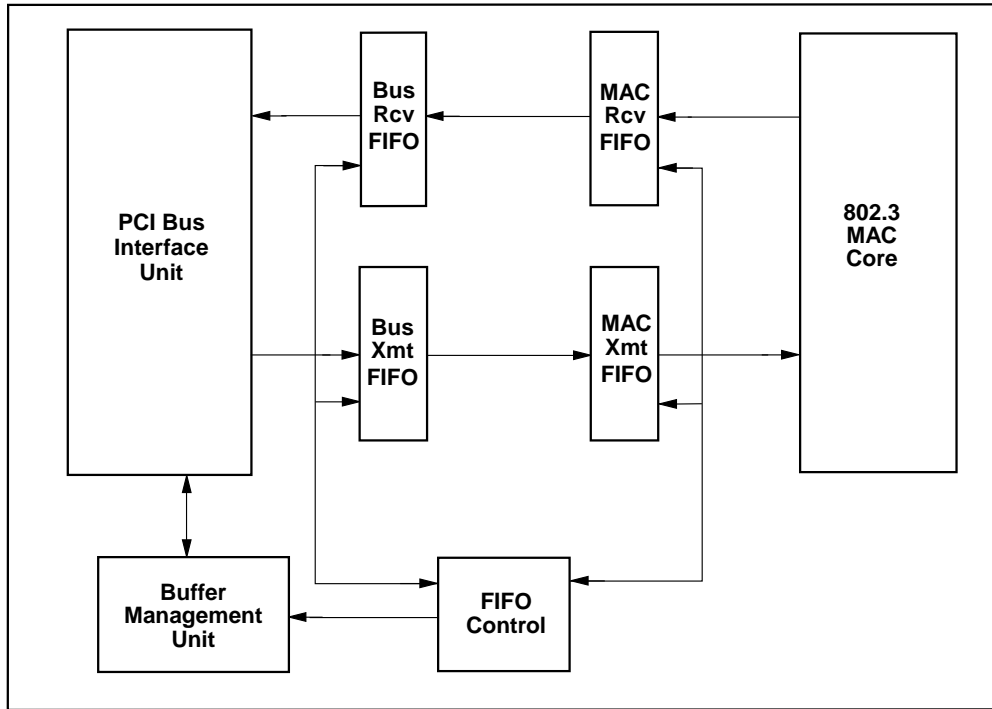 Bus
Rcv
FIFO
MAC
Rcv
FIFO
PCI Bus
Interface
Unit
802.3
MAC
Core
Bus
Xmt
FIFO
MAC
Xmt
FIFO
Buffer
Management
Unit
FIFO
Control